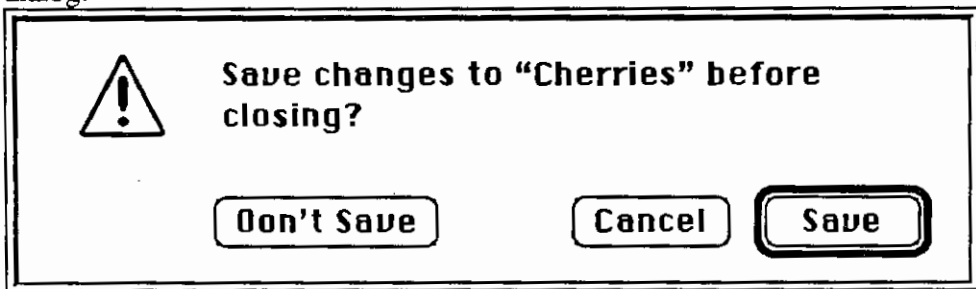 Save changes to “Cherries” before
closing?
Don't Save
Cancel
Save